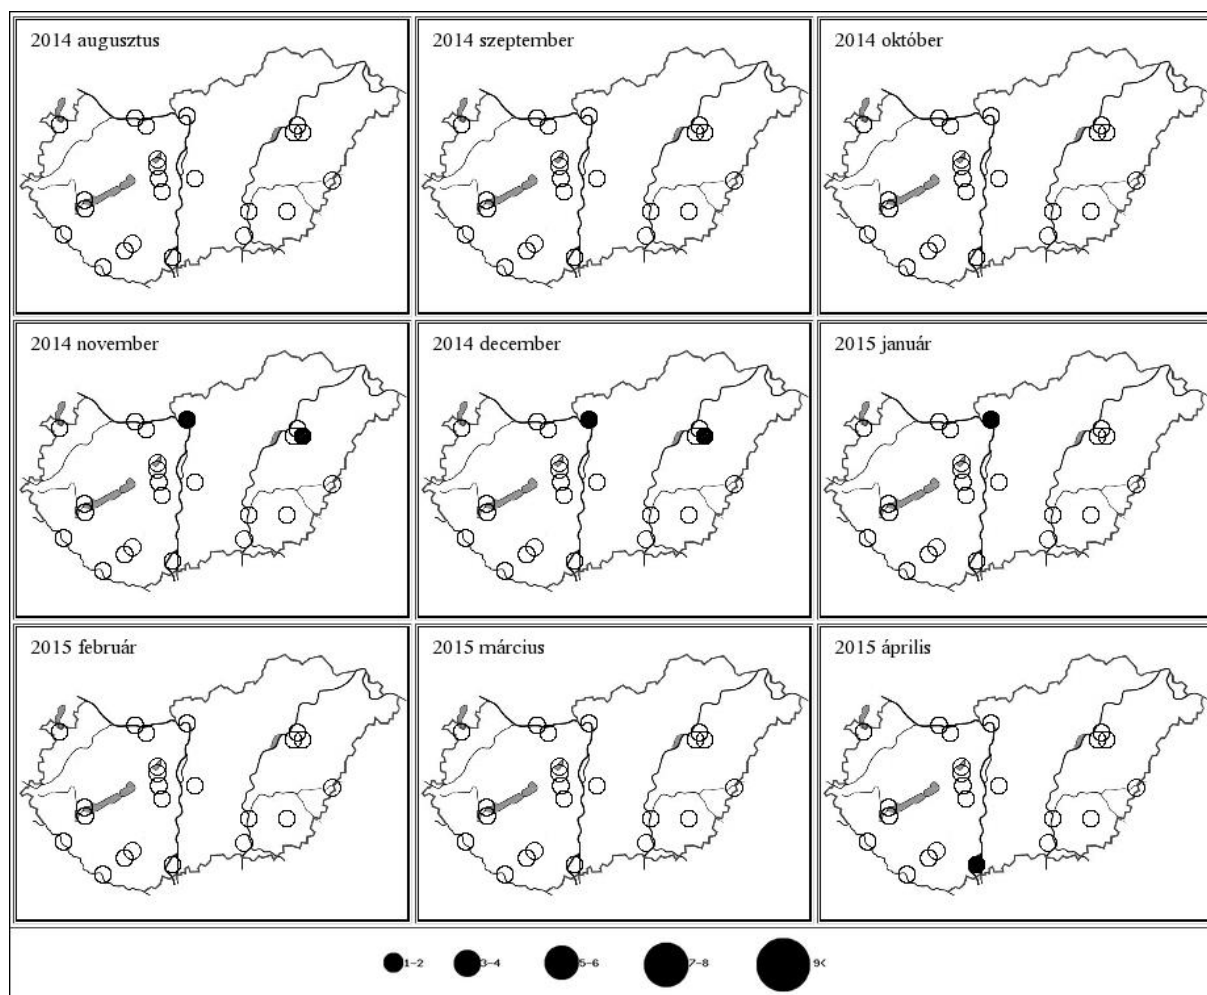 2014 augusztus
2014 szeptember
2014 október
2014 november
2014 december
2015 január
2015 február
2015 március
2015 április
1-2
3-4
5-6
7-8
9<